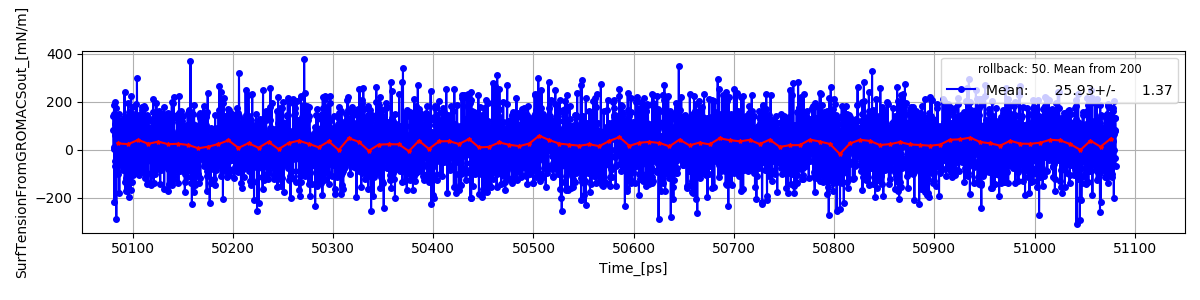 SurfTensionFromGROMACSout_[mN/m]
400
200
0
−200
rollback: 50. Mean from 200
Mean: 25.93+/- 1.37
50100 50200 50300 50400 50500 50600 50700 50800 50900 51000 51100
Time_[ps]